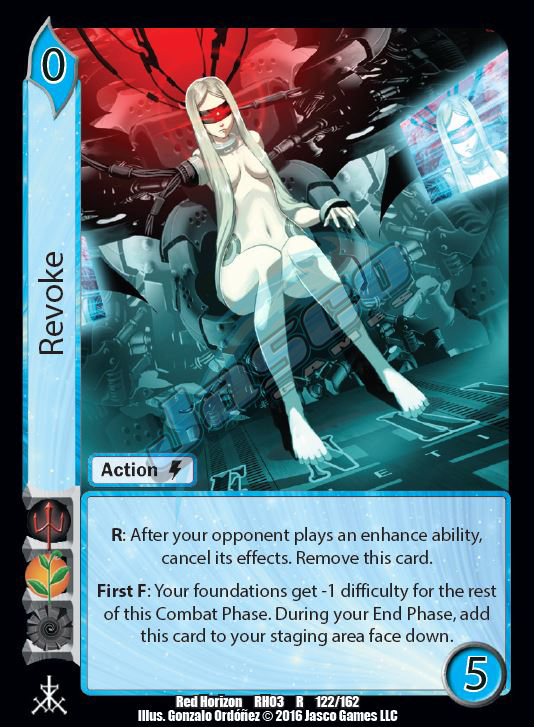 0
Revoke
JASCO
GAMES
Action
R: After your opponent plays an enhance ability,
cancel its effects. Remove this card.
First F: Your foundations get -1 difficulty for the rest
of this Combat Phase. During your End Phase, add
this card to your staging area face down.
5
Red Horizon RH03 R 122/162
Illus. Gonzalo Ordóñez © 2016 Jasco Games LLC